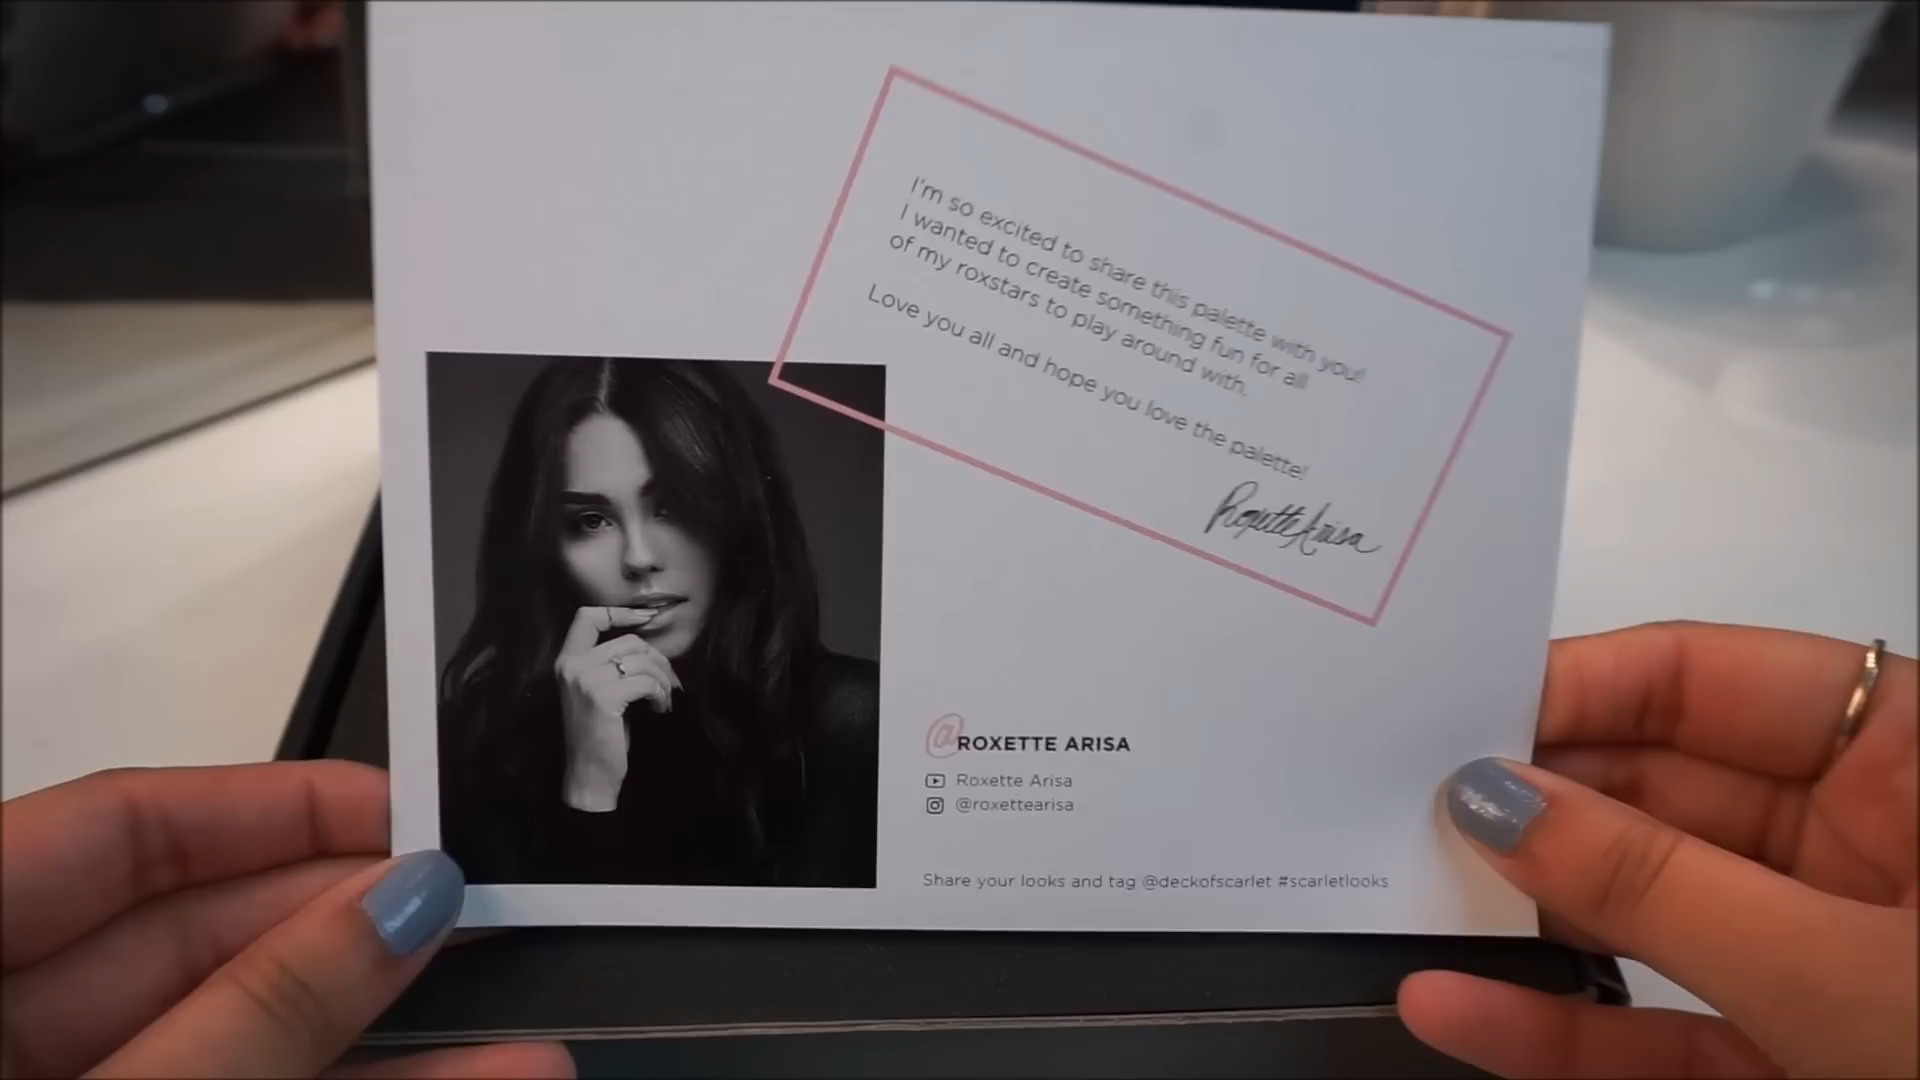 I'm so excited to share this palette with you!
I wanted to create something fun for all
of my roxstars to play around with.
Love you all and hope you love the palette!
Roxette Arisa
@ROXETTE ARISA
Roxette Arisa
@roxettearisa
Share your looks and tag @deckofscarlet #scarletlooks